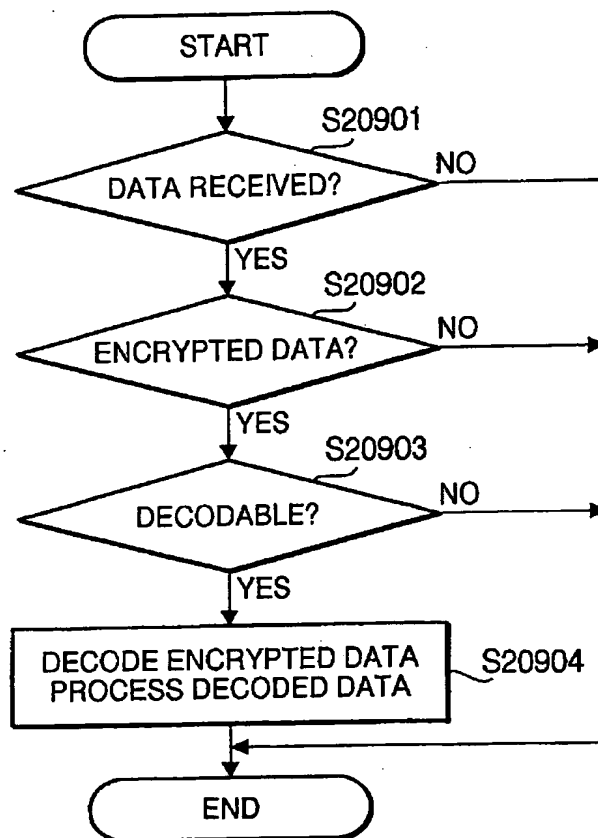 START
S20901
DATA RECEIVED?
NO
YES
S20902
ENCRYPTED DATA?
NO
YES
S20903
DECODABLE?
NO
YES
DECODE ENCRYPTED DATA
PROCESS DECODED DATA
S20904
END